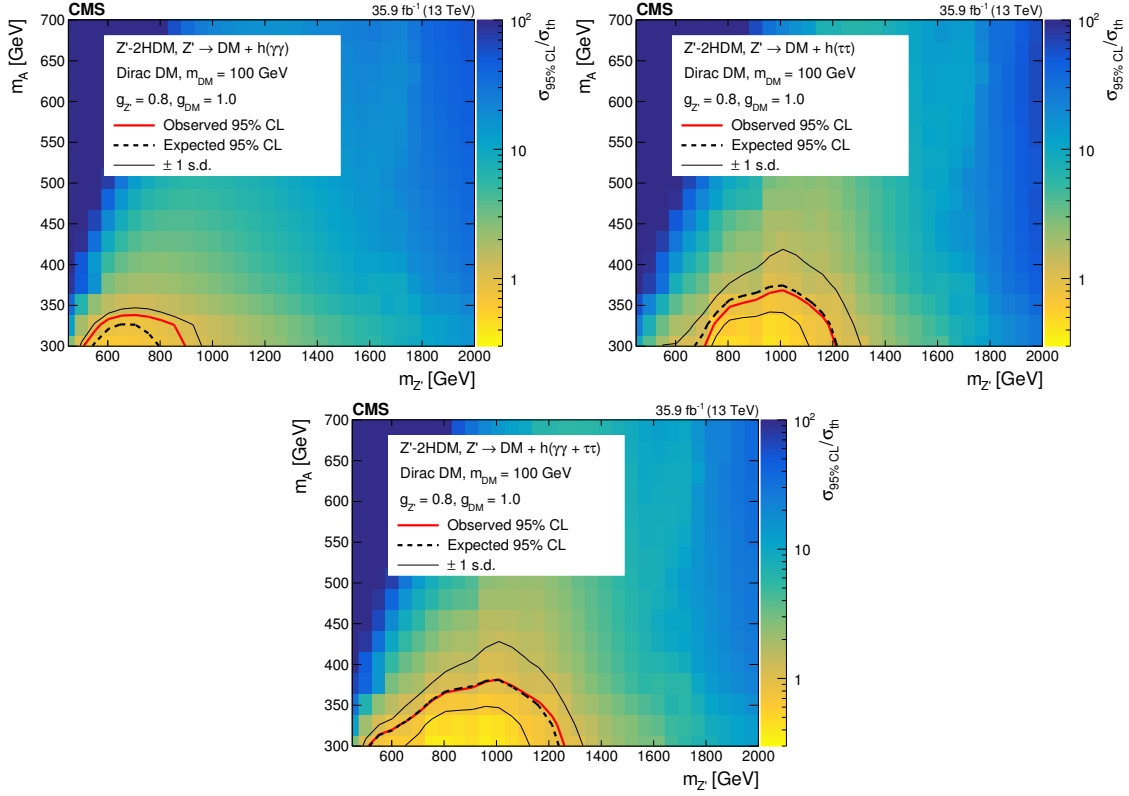 CMS 35.9 fb⁻¹ (13 TeV)
m_A [GeV]
700
650
600
550
500
450
400
350
300
Z'-2HDM, Z' → DM + h(γγ)
Dirac DM, m_DM = 100 GeV
g_Z' = 0.8, g_DM = 1.0
Observed 95% CL
Expected 95% CL
± 1 s.d.
600 800 1000 1200 1400 1600 1800 2000
m_Z' [GeV]
10²
10
1
σ_95% CL/σ_th
CMS 35.9 fb⁻¹ (13 TeV)
m_A [GeV]
700
650
600
550
500
450
400
350
300
Z'-2HDM, Z' → DM + h(ττ)
Dirac DM, m_DM = 100 GeV
g_Z' = 0.8, g_DM = 1.0
Observed 95% CL
Expected 95% CL
± 1 s.d.
600 800 1000 1200 1400 1600 1800 2000
m_Z' [GeV]
10²
10
1
σ_95% CL/σ_th
CMS 35.9 fb⁻¹ (13 TeV)
m_A [GeV]
700
650
600
550
500
450
400
350
300
Z'-2HDM, Z' → DM + h(γγ + ττ)
Dirac DM, m_DM = 100 GeV
g_Z' = 0.8, g_DM = 1.0
Observed 95% CL
Expected 95% CL
± 1 s.d.
600 800 1000 1200 1400 1600 1800 2000
m_Z' [GeV]
10²
10
1
σ_95% CL/σ_th